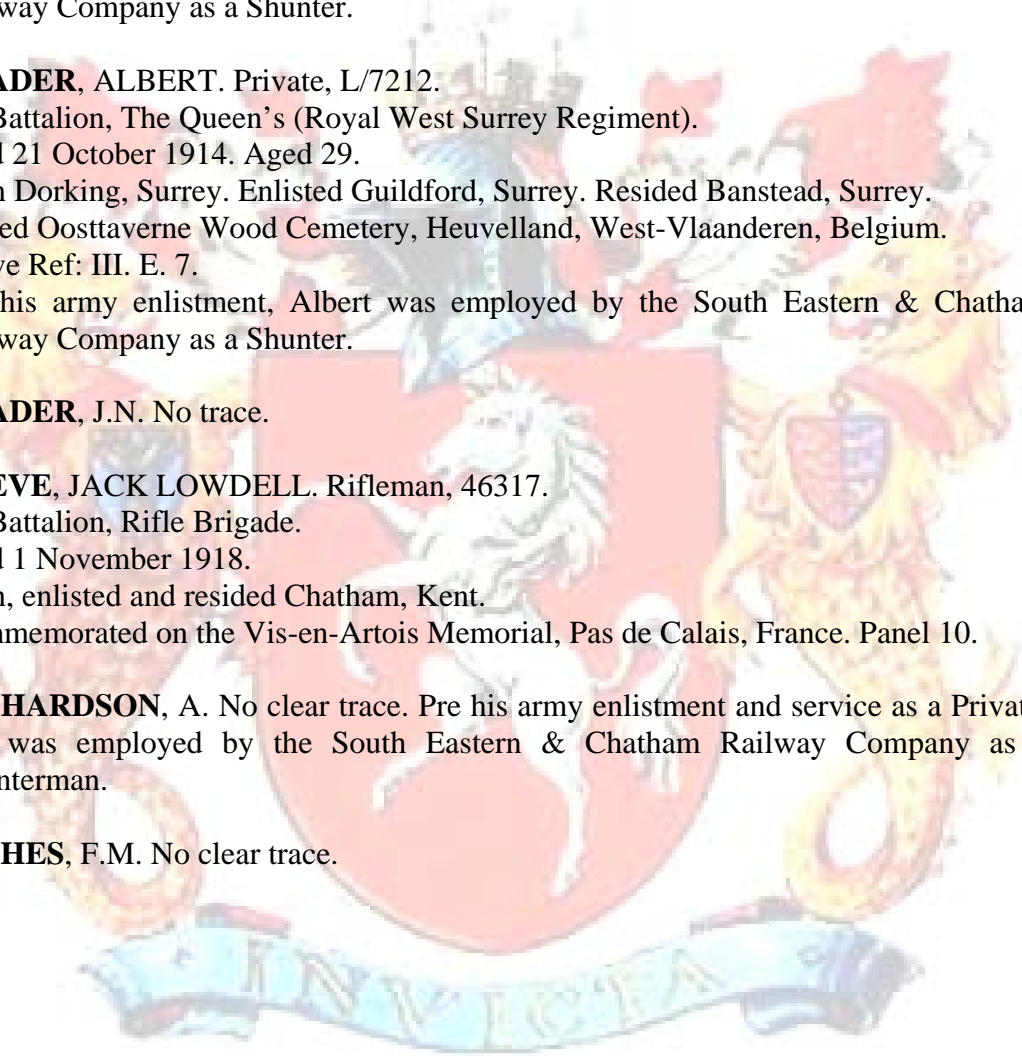 way Company as a Shunter.
ADER, ALBERT. Private, L/7212.
Battalion, The Queen's (Royal West Surrey Regiment).
d 21 October 1914. Aged 29.
n Dorking, Surrey. Enlisted Guildford, Surrey. Resided Banstead, Surrey.
ed Oosttaverne Wood Cemetery, Heuvelland, West-Vlaanderen, Belgium.
ve Ref: III. E. 7.
his army enlistment, Albert was employed by the South Eastern & Chatha
way Company as a Shunter.
ADER, J.N. No trace.
EVE, JACK LOWDELL. Rifleman, 46317.
Battalion, Rifle Brigade.
d 1 November 1918.
n, enlisted and resided Chatham, Kent.
nmemorated on the Vis-en-Artois Memorial, Pas de Calais, France. Panel 10.
HARDSON, A. No clear trace. Pre his army enlistment and service as a Privat
was employed by the South Eastern & Chatham Railway Company as
nterman.
HES, F.M. No clear trace.
INVICTA